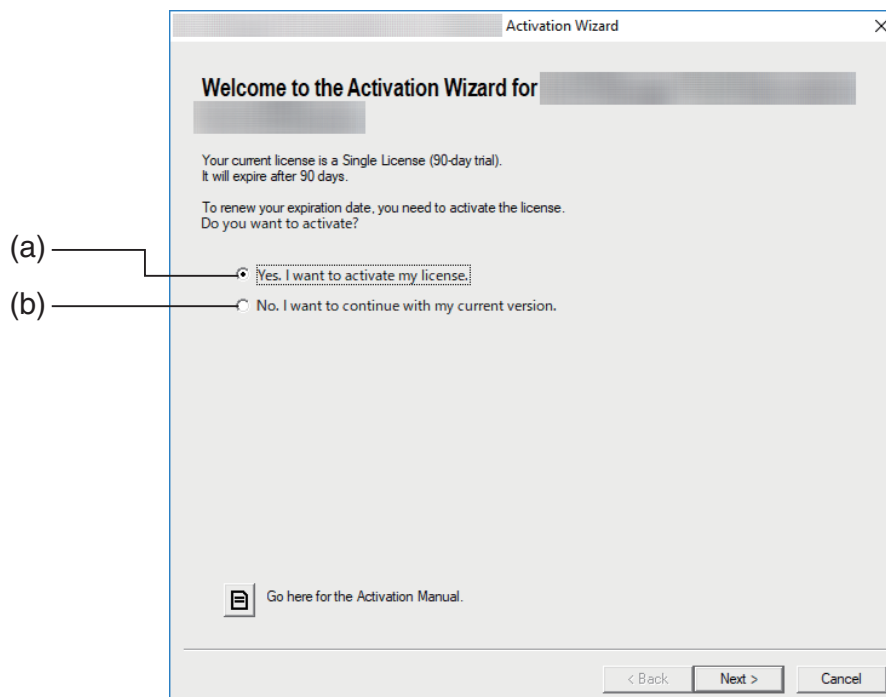 Activation Wizard
Welcome to the Activation Wizard for
Your current license is a Single License (90-day trial).
It will expire after 90 days.
To renew your expiration date, you need to activate the license.
Do you want to activate?
(a)
Yes. I want to activate my license.
(b)
No. I want to continue with my current version.
Go here for the Activation Manual.
< Back
Next >
Cancel